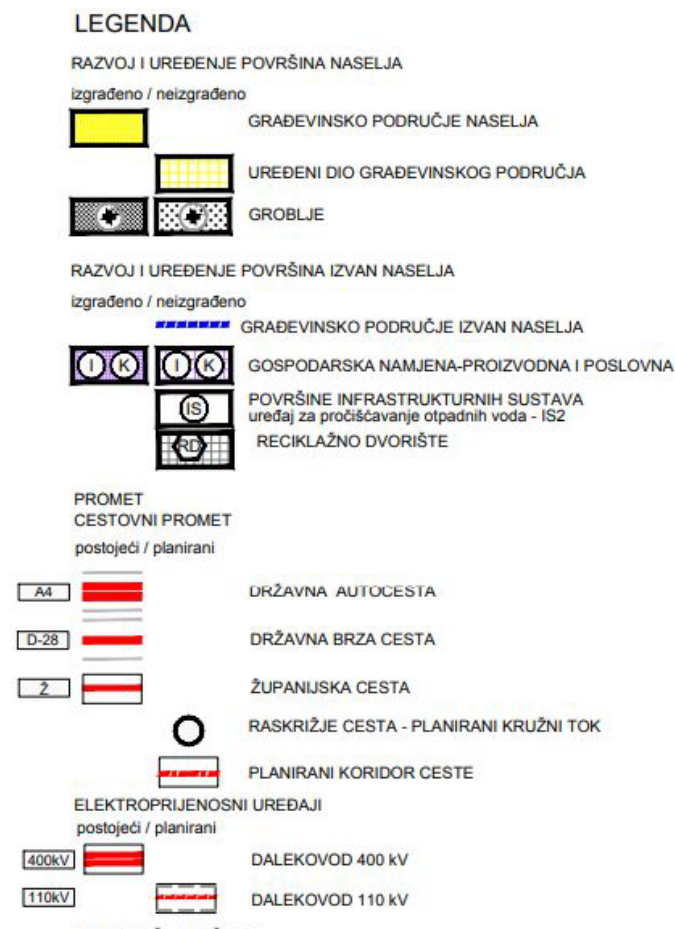 LEGENDA
RAZVOJ I UREĐENJE POVRŠINA NASELJA
izgrađeno / neizgrađeno
GRAĐEVINSKO PODRUČJE NASELJA
UREĐENI DIO GRAĐEVINSKOG PODRUČJA
GROBLJE
RAZVOJ I UREĐENJE POVRŠINA IZVAN NASELJA
izgrađeno / neizgrađeno
GRAĐEVINSKO PODRUČJE IZVAN NASELJA
I K I K GOSPODARSKA NAMJENA-PROIZVODNA I POSLOVNA
IS POVRŠINE INFRASTRUKTURNIH SUSTAVA
uređaj za pročišćavanje otpadnih voda - IS2
RD RECIKLAŽNO DVORIŠTE
PROMET
CESTOVNI PROMET
postojeći / planirani
A4 DRŽAVNA AUTOCESTA
D-28 DRŽAVNA BRZA CESTA
Ž ŽUPANIJSKA CESTA
RASKRIŽJE CESTA - PLANIRANI KRUŽNI TOK
PLANIRANI KORIDOR CESTE
ELEKTROPRIJENOSNI UREĐAJI
postojeći / planirani
400kV DALEKOVOD 400 kV
110kV DALEKOVOD 110 kV